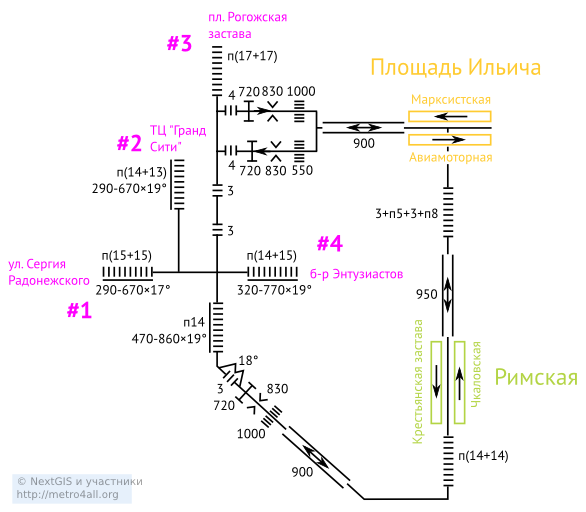 пл. Рогожская
застава
#3
п(17+17)
Площадь Ильича
4
720
830
1000
Марксистская
ТЦ "Гранд
Сити"
#2
900
4
720
830
550
Авиамоторная
п(14+13)
290-670×19°
3
3+п5+3+п8
3
#4
п(15+15)
п(14+15)
ул. Сергия
Радонежского
б-р Энтузиастов
290-670×17°
320-770×19°
950
#1
п14
470-860×19°
Крестьянская застава
Чкаловская
18°
Римская
3
830
720
1000
п(14+14)
900
© NextGIS и участники
http://metro4all.org